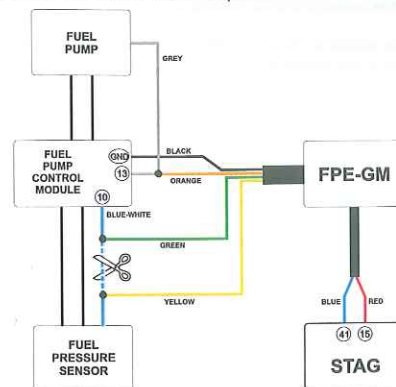 FUEL
PUMP
GREY
FUEL
PUMP
CONTROL
MODULE
GND
BLACK
13
ORANGE
10
BLUE-WHITE
GREEN
YELLOW
FPE-GM
BLUE
RED
41
15
FUEL
PRESSURE
SENSOR
STAG